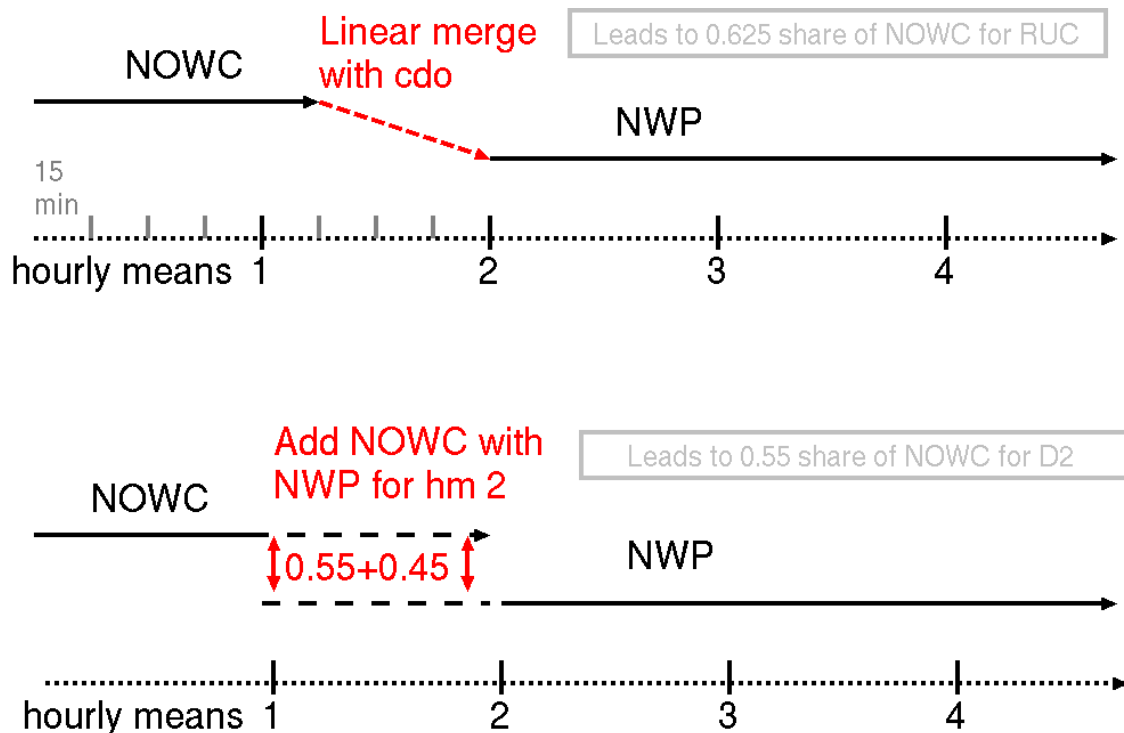 Linear merge
with cdo
Leads to 0.625 share of NOWC for RUC
NOWC
NWP
15
min
hourly means 1 2 3 4
Add NOWC with
NWP for hm 2
Leads to 0.55 share of NOWC for D2
NOWC
0.55+0.45
NWP
hourly means 1 2 3 4